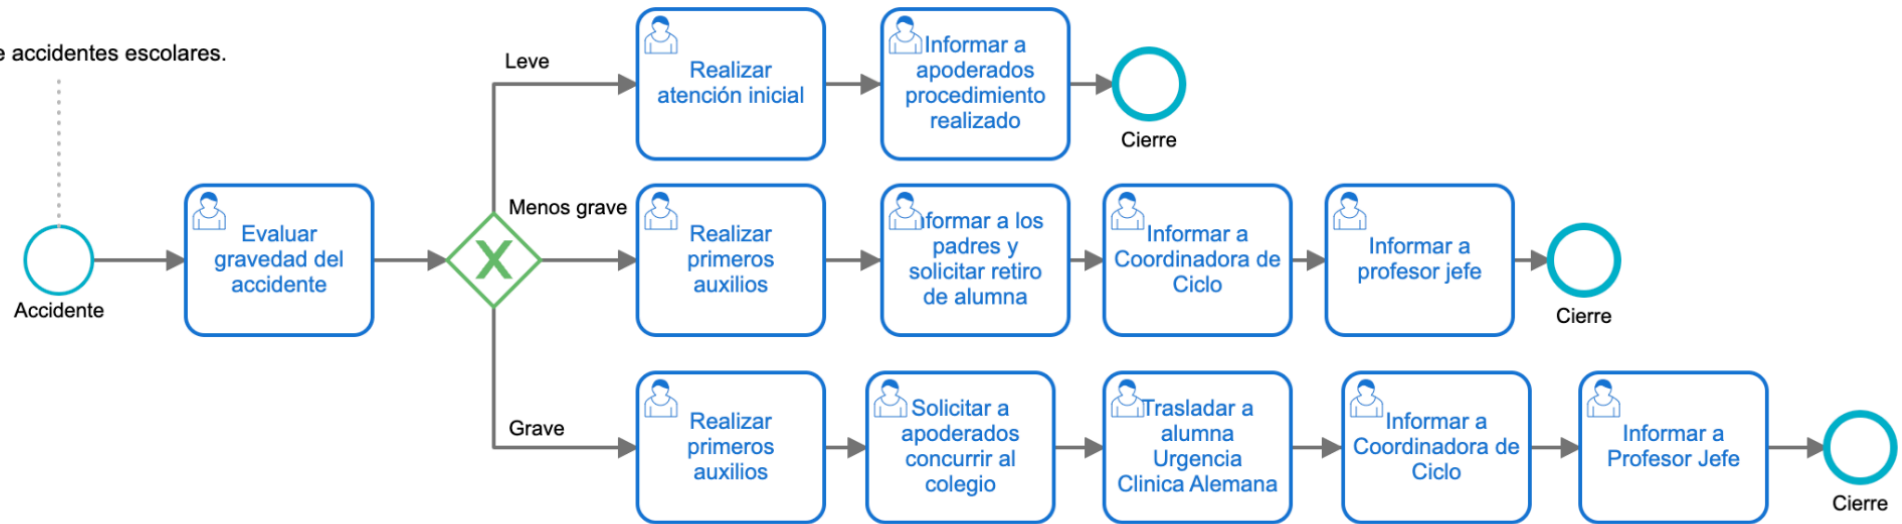 e accidentes escolares.
Accidente
Evaluar
gravedad del
accidente
X
Leve
Realizar
atención inicial
Informar a
apoderados
procedimiento
realizado
Cierre
Menos grave
Realizar
primeros
auxilios
nformar a los
padres y
solicitar retiro
de alumna
Informar a
Coordinadora de
Ciclo
Informar a
profesor jefe
Cierre
Grave
Realizar
primeros
auxilios
Solicitar a
apoderados
concurrir al
colegio
Trasladar a
alumna
Urgencia
Clinica Alemana
Informar a
Coordinadora de
Ciclo
Informar a
Profesor Jefe
Cierre